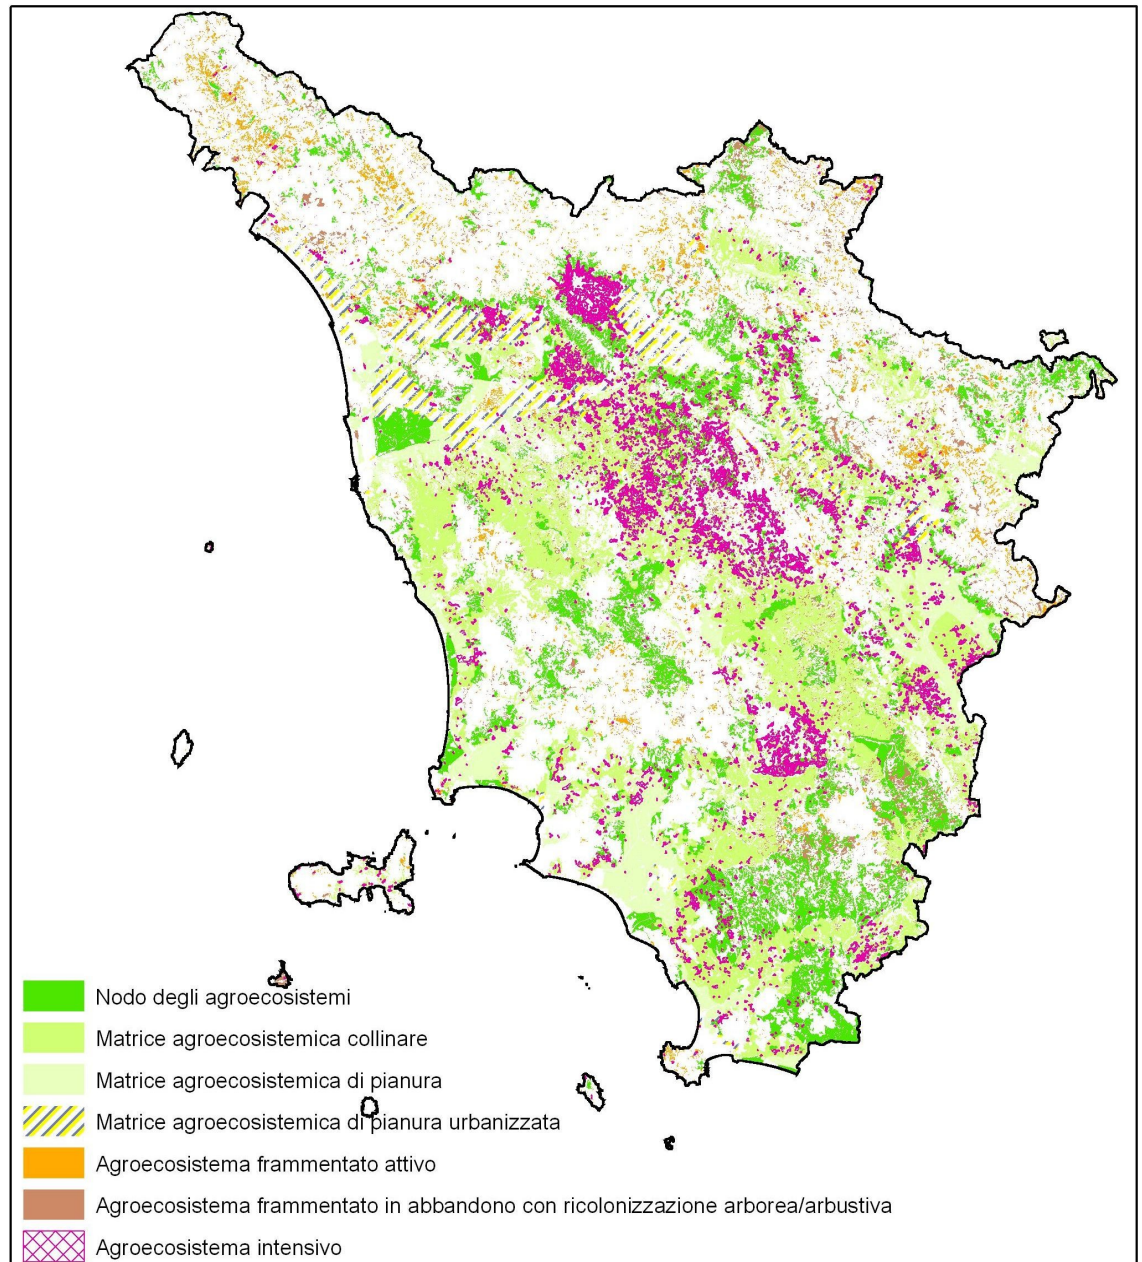 Nodo degli agroecosistemi
Matrice agroecosistemica collinare
Matrice agroecosistemica di pianura
Matrice agroecosistemica di pianura urbanizzata
Agroecosistema frammentato attivo
Agroecosistema frammentato in abbandono con ricolonizzazione arborea/arbustiva
Agroecosistema intensivo